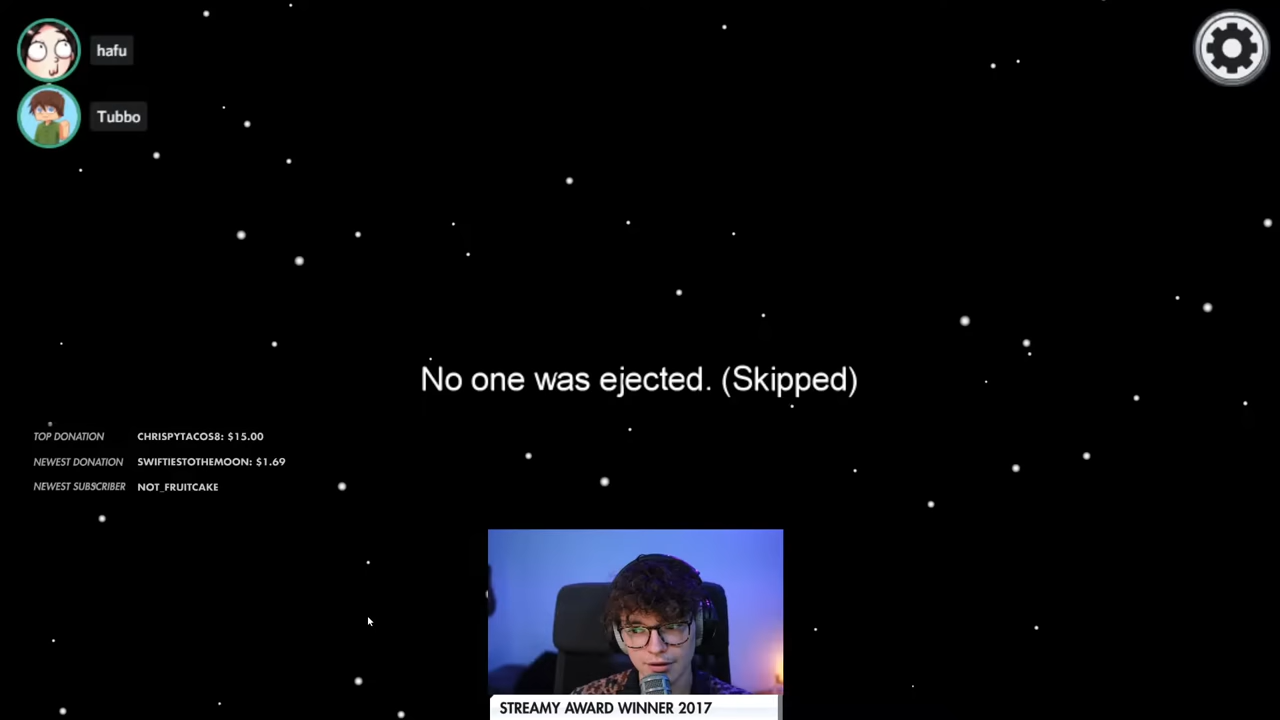 hafu
Tubbo
No one was ejected. (Skipped)
TOP DONATION CHRISPYTACOS8: $15.00
NEWEST DONATION SWIFTIESTOTHEMOON: $1.69
NEWEST SUBSCRIBER NOT_FRUITCAKE
STREAMY AWARD WINNER 2017